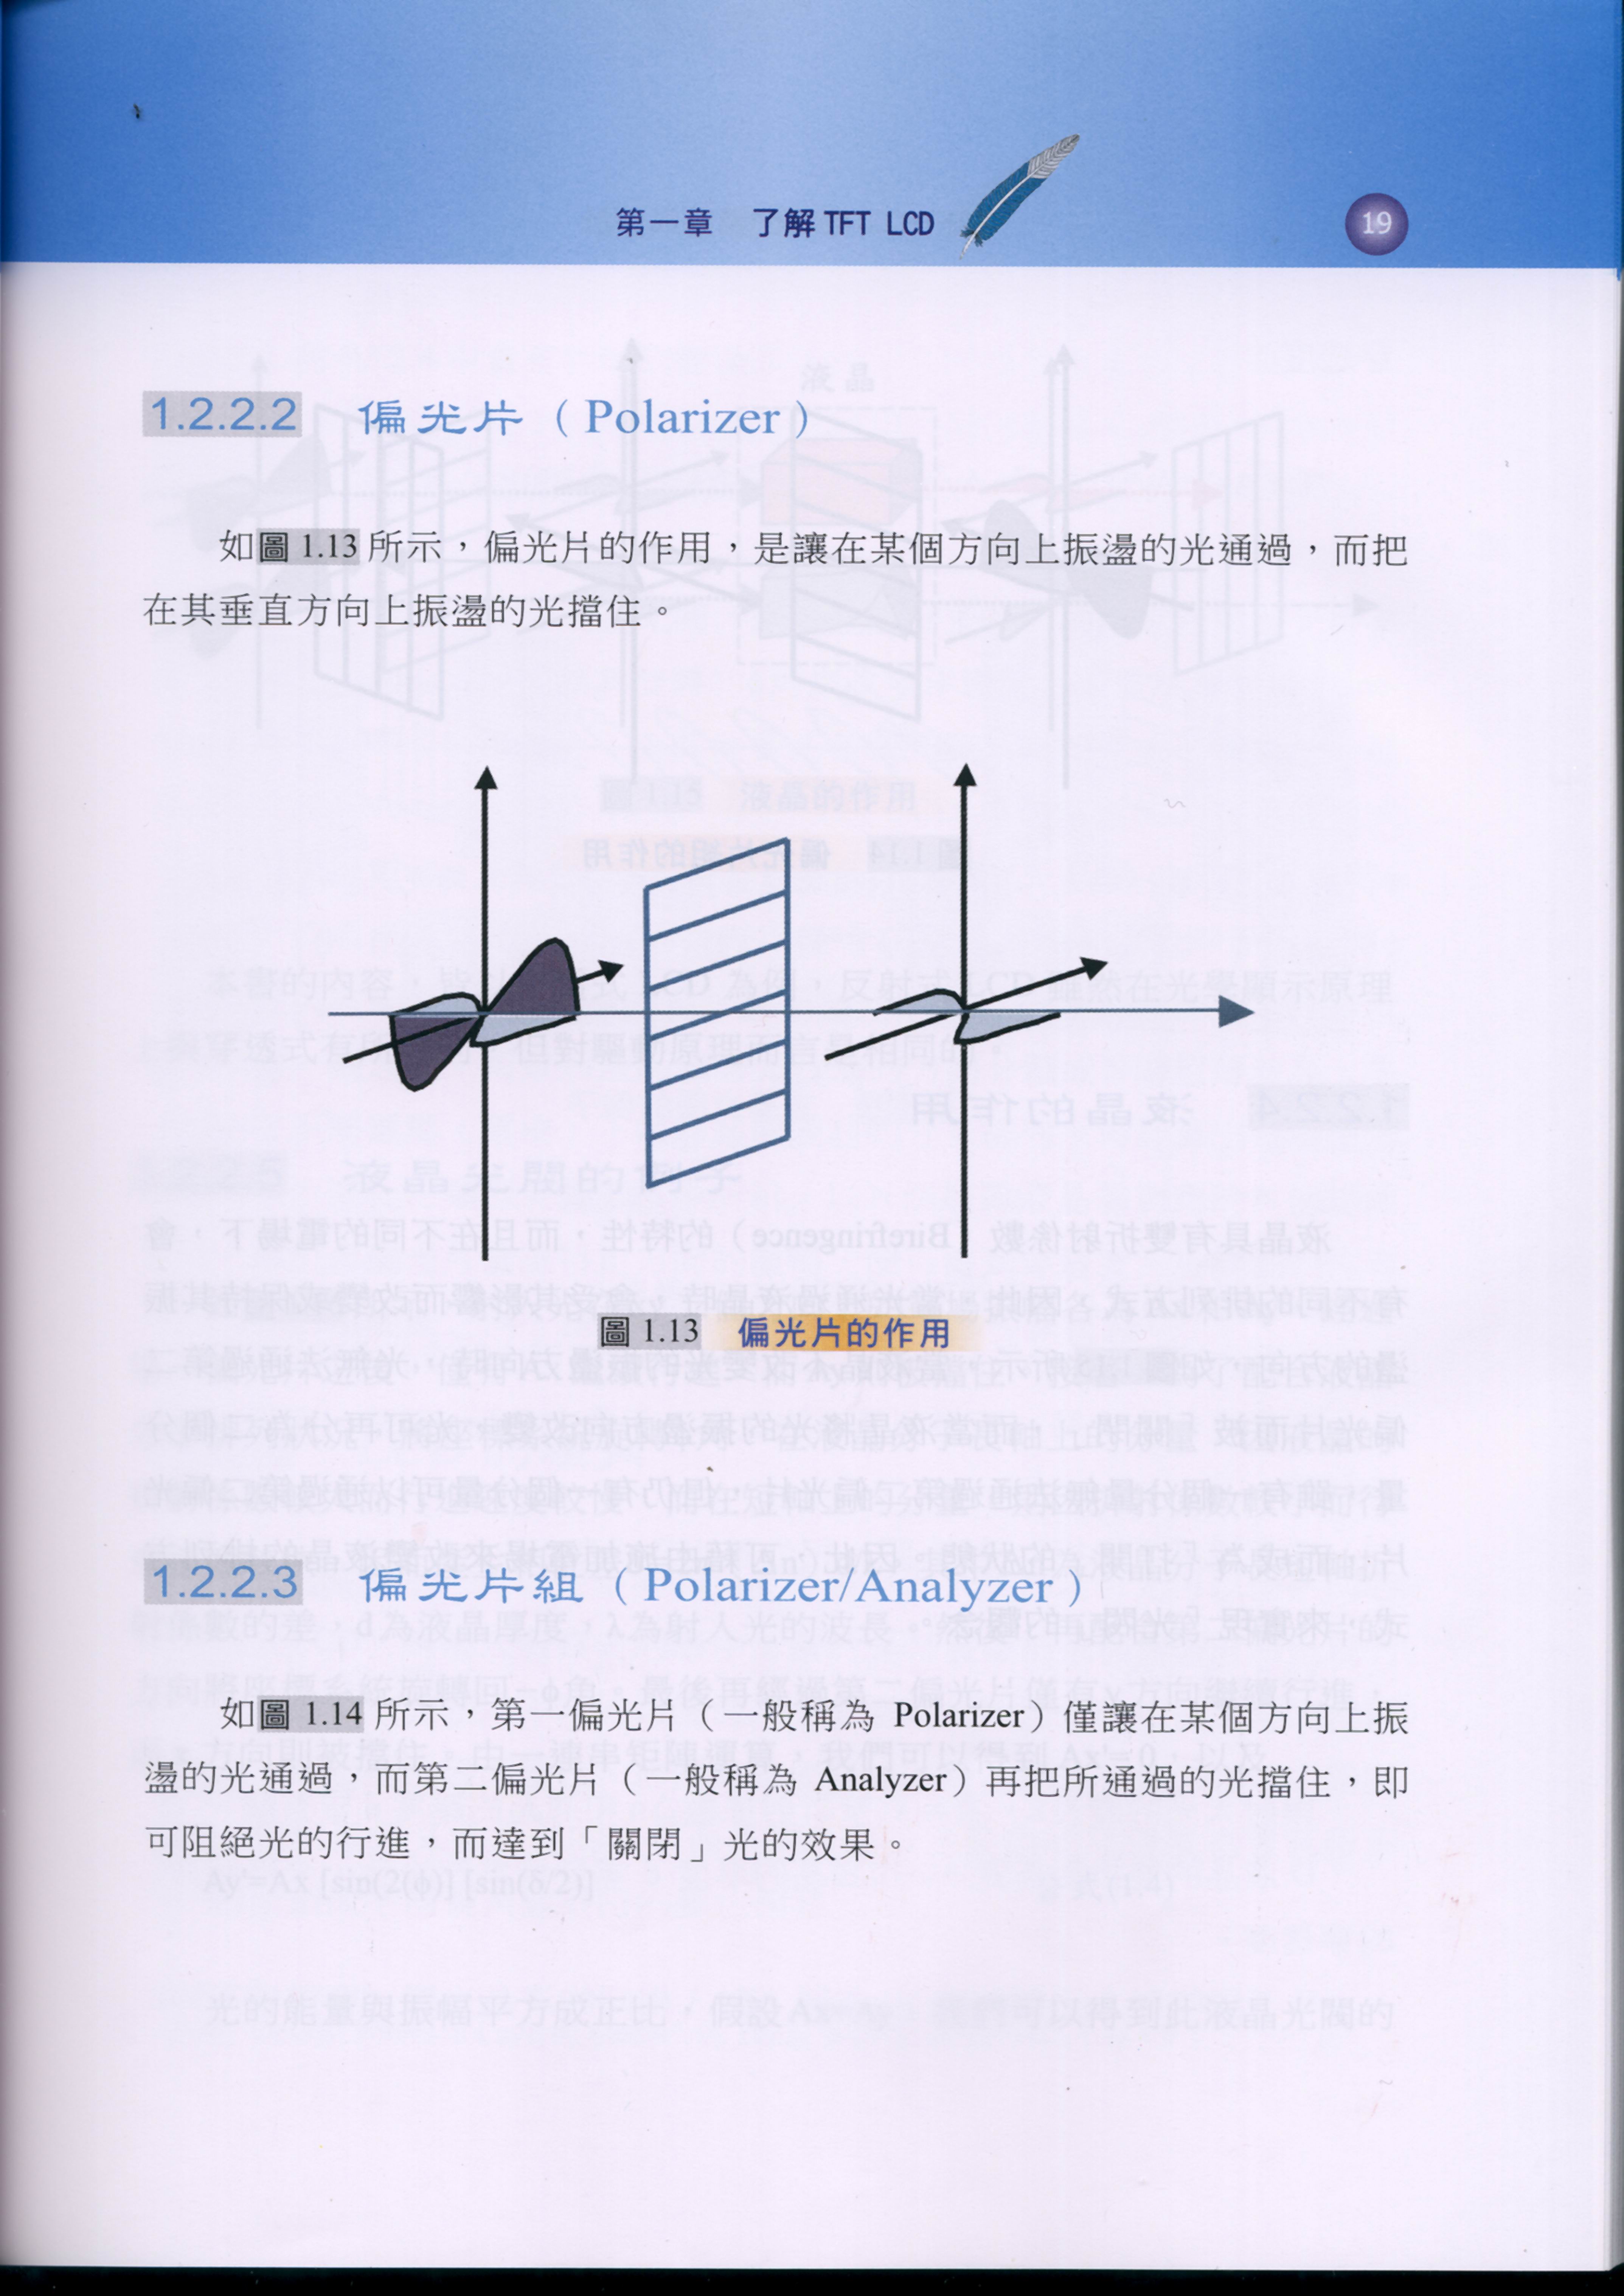 第一章 了解 TFT LCD
19
1.2.2.2 偏光片（Polarizer）
如圖 1.13 所示，偏光片的作用，是讓在某個方向上振盪的光通過，而把
在其垂直方向上振盪的光擋住。
圖 1.13 偏光片的作用
1.2.2.3 偏光片組（Polarizer/Analyzer）
如圖 1.14 所示，第一偏光片（一般稱為 Polarizer）僅讓在某個方向上振
盪的光通過，而第二偏光片（一般稱為 Analyzer）再把所通過的光擋住，即
可阻絕光的行進，而達到「關閉」光的效果。